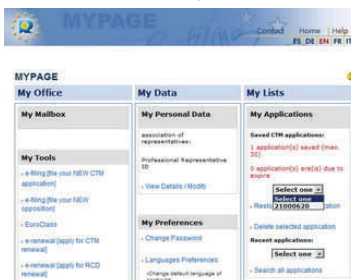 MYPAGE
Contact Home Help
ES DE EN FR IT
MYPAGE
My Office
My Mailbox
My Tools
e-filing [file your NEW CTM
application]
e-filing [file your NEW
opposition]
EuroClass
e-renewal [apply for CTM
renewal]
e-renewal [apply for RCD
renewal]
My Data
My Personal Data
association of
representatives:
Professional Representative
ID
View Details / Modify
My Preferences
Change Password
Languages Preferences
-Change default language of
My Lists
My Applications
Saved CTM applications:
1 application(s) saved (max.
30)
0 application(s) are(is) due to
expire
Select one
Select one
21000620
Delete selected application
Recent applications:
Select one
Search all applications